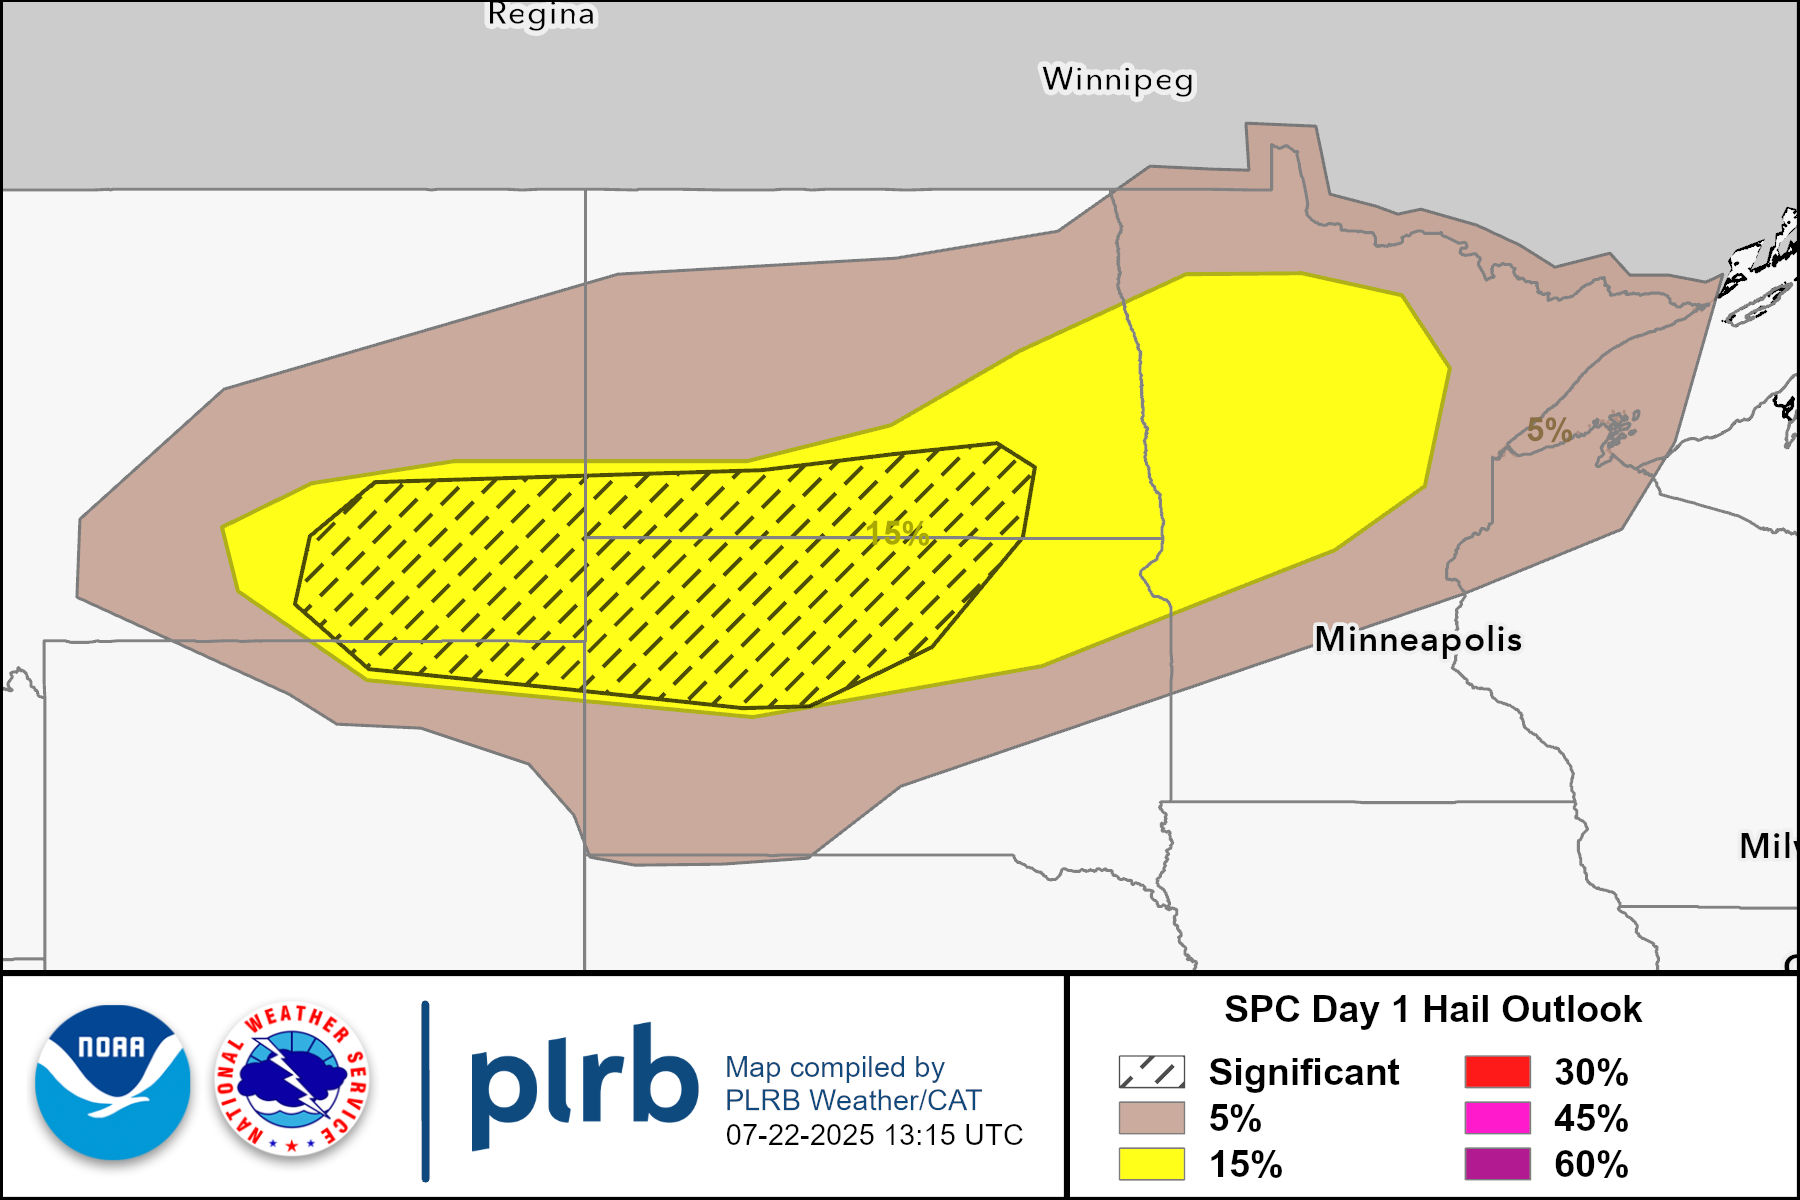 Regina
Winnipeg
5%
15%
Minneapolis
Mil
NOAA
NATIONAL WEATHER SERVICE
plrb
Map compiled by
PLRB Weather/CAT
07-22-2025 13:15 UTC
SPC Day 1 Hail Outlook
Significant
5%
15%
30%
45%
60%